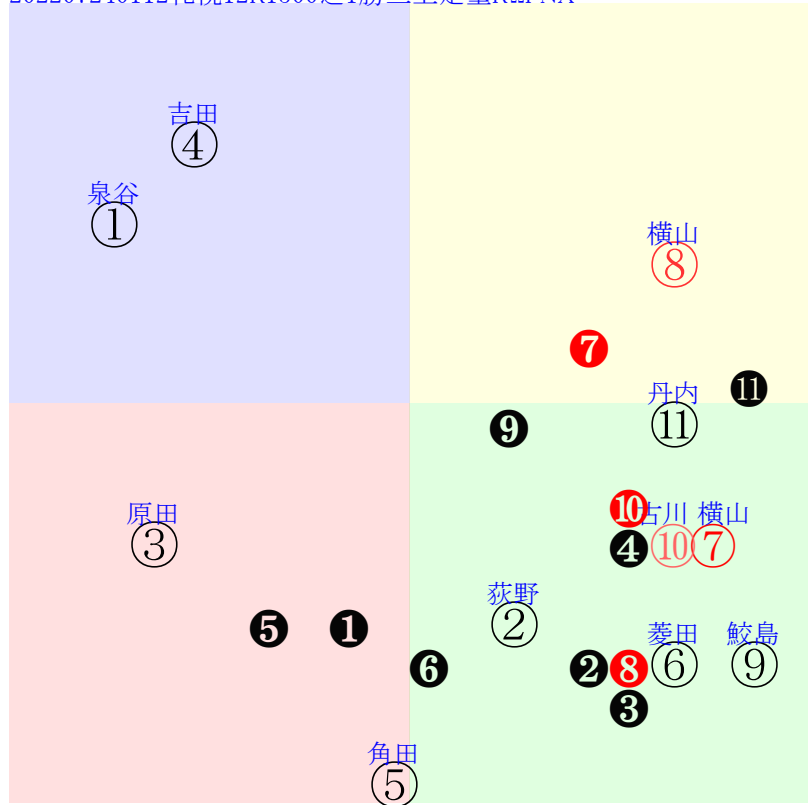 吉田
④
泉谷
①
横山
⑧
❼
丹内
⓫
⑪
❾
❿
原田
古川 横山
③
❹
⑩ ⑦
荻野
②
❺
❶
菱田
鮫島
❻
❷
❽
⑥
⑨
❸
角田
⑤